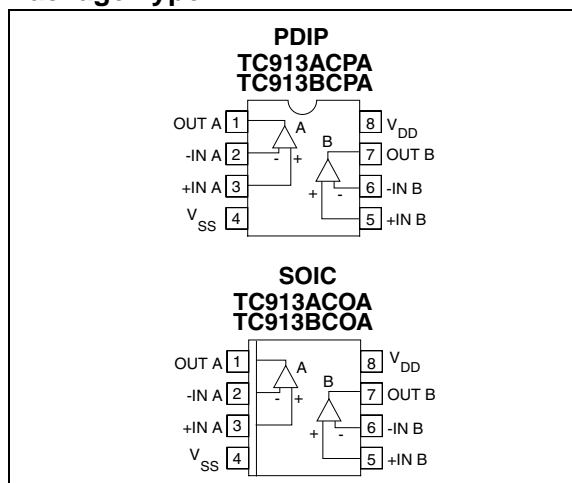 PDIP
TC913ACPA
TC913BCPA
OUT A 1 A 8 VDD
-IN A 2 - + B 7 OUT B
+IN A 3 + - 6 -IN B
VSS 4 5 +IN B
SOIC
TC913ACOA
TC913BCOA
OUT A 1 A 8 VDD
-IN A 2 - + B 7 OUT B
+IN A 3 + - 6 -IN B
VSS 4 5 +IN B